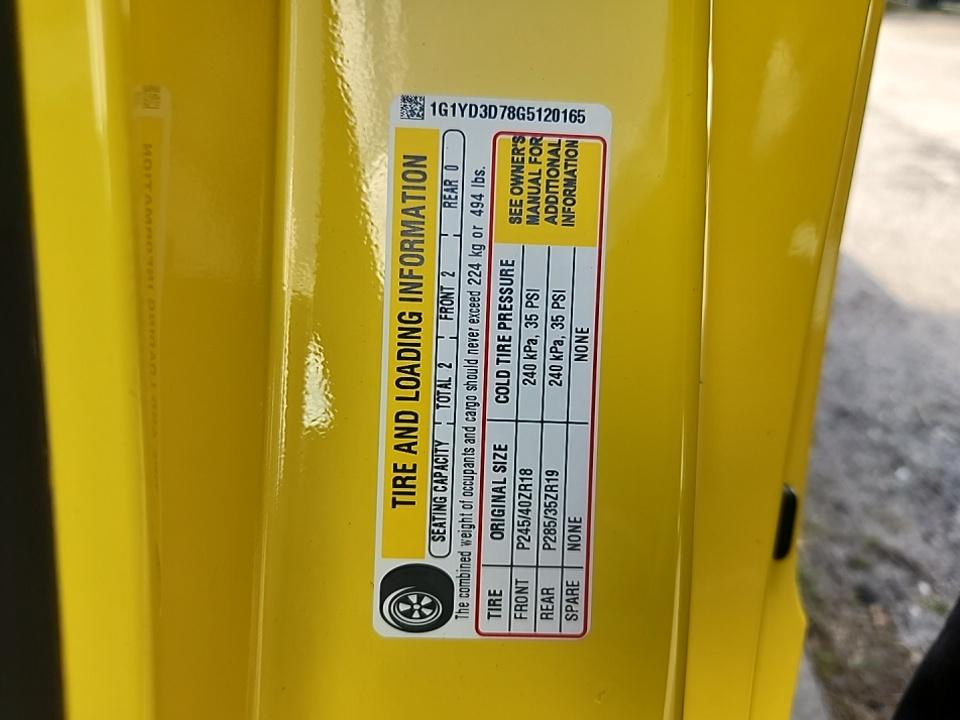 1G1YD3D78G5120165
TIRE AND LOADING INFORMATION
SEATING CAPACITY TOTAL 2 FRONT 2 REAR 0
The combined weight of occupants and cargo should never exceed 224 kg or 494 lbs.
TIRE ORIGINAL SIZE COLD TIRE PRESSURE
FRONT P245/40ZR18 240 kPa, 35 PSI
REAR P285/35ZR19 240 kPa, 35 PSI
SPARE NONE NONE
SEE OWNER'S
MANUAL FOR
ADDITIONAL
INFORMATION